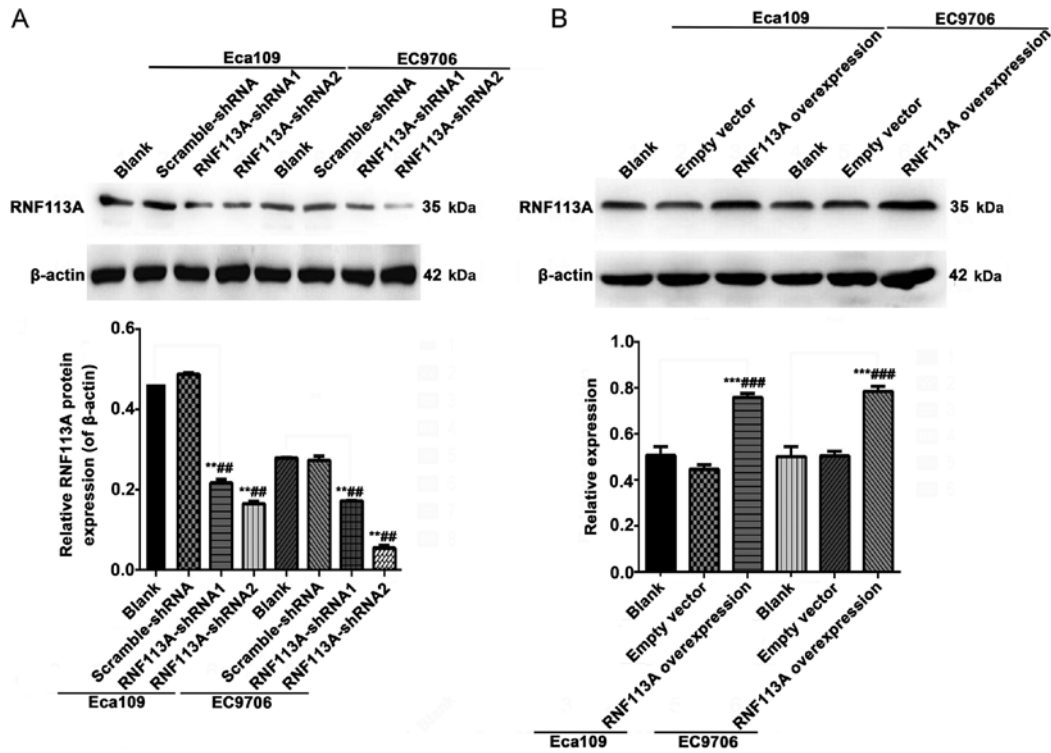 A
Eca109
EC9706
Blank
Scramble-shRNA
RNF113A-shRNA1
RNF113A-shRNA2
Blank
Scramble-shRNA
RNF113A-shRNA1
RNF113A-shRNA2
RNF113A
35 kDa
β-actin
42 kDa
Relative RNF113A protein
expression (of β-actin)
0.6
0.4
0.2
0.0
**##
**##
**##
**##
Blank
Scramble-shRNA
RNF113A-shRNA1
RNF113A-shRNA2
Blank
Scramble-shRNA
RNF113A-shRNA1
RNF113A-shRNA2
Eca109
EC9706
B
Eca109
EC9706
Blank
Empty vector
RNF113A overexpression
Blank
Empty vector
RNF113A overexpression
RNF113A
35 kDa
β-actin
42 kDa
Relative expression
1.0
0.8
0.6
0.4
0.2
0.0
***###
***###
Blank
Empty vector
RNF113A overexpression
Blank
Empty vector
RNF113A overexpression
Eca109
EC9706